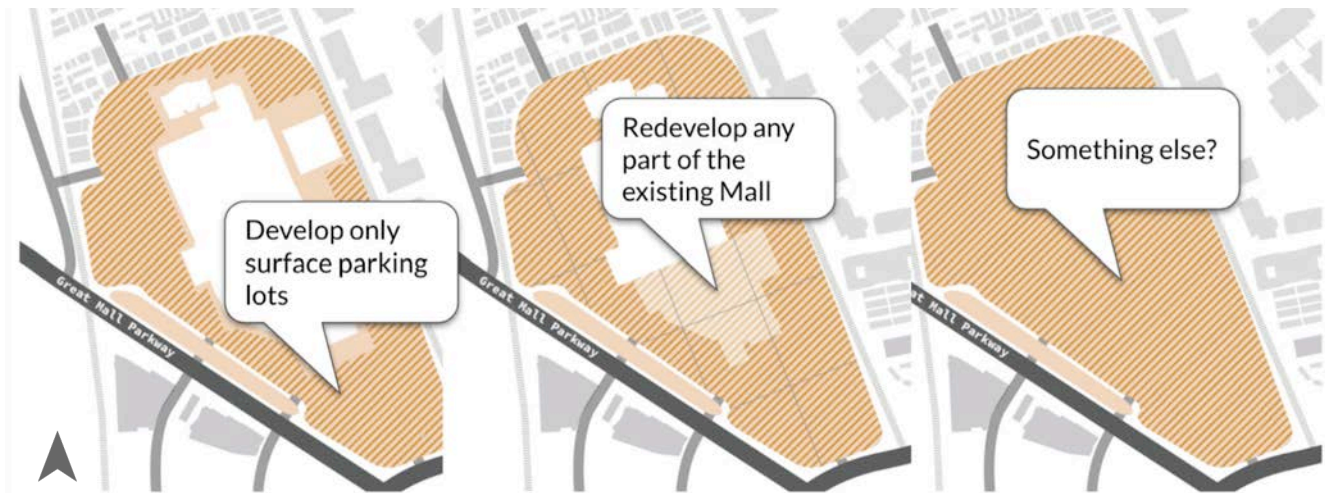 Develop only
surface parking
lots
Great Mall Parkway
Redevelop any
part of the
existing Mall
Great Mall Parkway
Something else?
at Mall Parkway